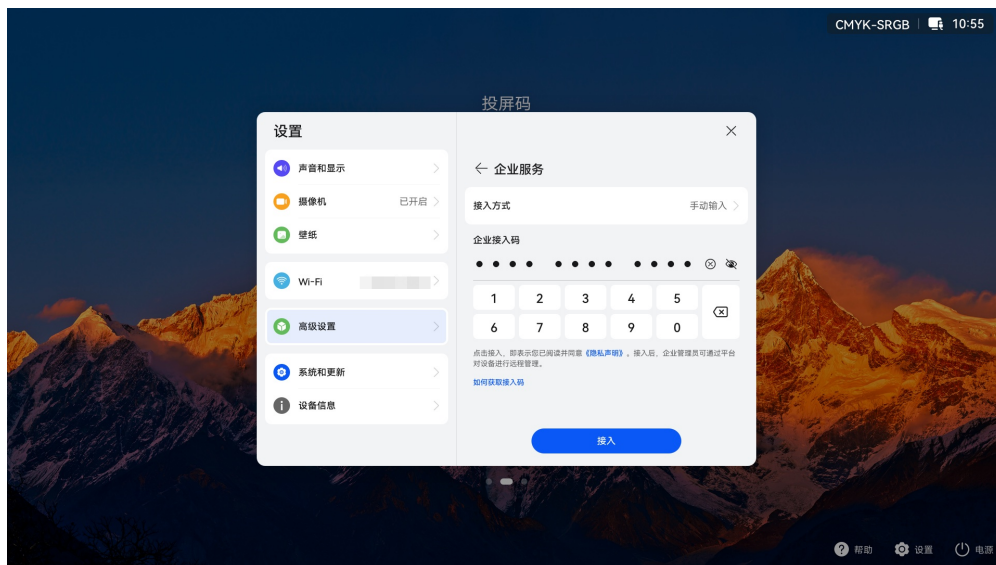 CMYK-SRGB 10:55
投屏码
设置
声音和显示
摄像机 已开启
壁纸
Wi-Fi
高级设置
系统和更新
设备信息
企业服务
接入方式 手动输入
企业接入码
1 2 3 4 5
6 7 8 9 0
点击接入，即表示您已阅读并同意《隐私声明》。接入后，企业管理员可通过平台
对设备进行远程管理。
如何获取接入码
接入
帮助 设置 电源